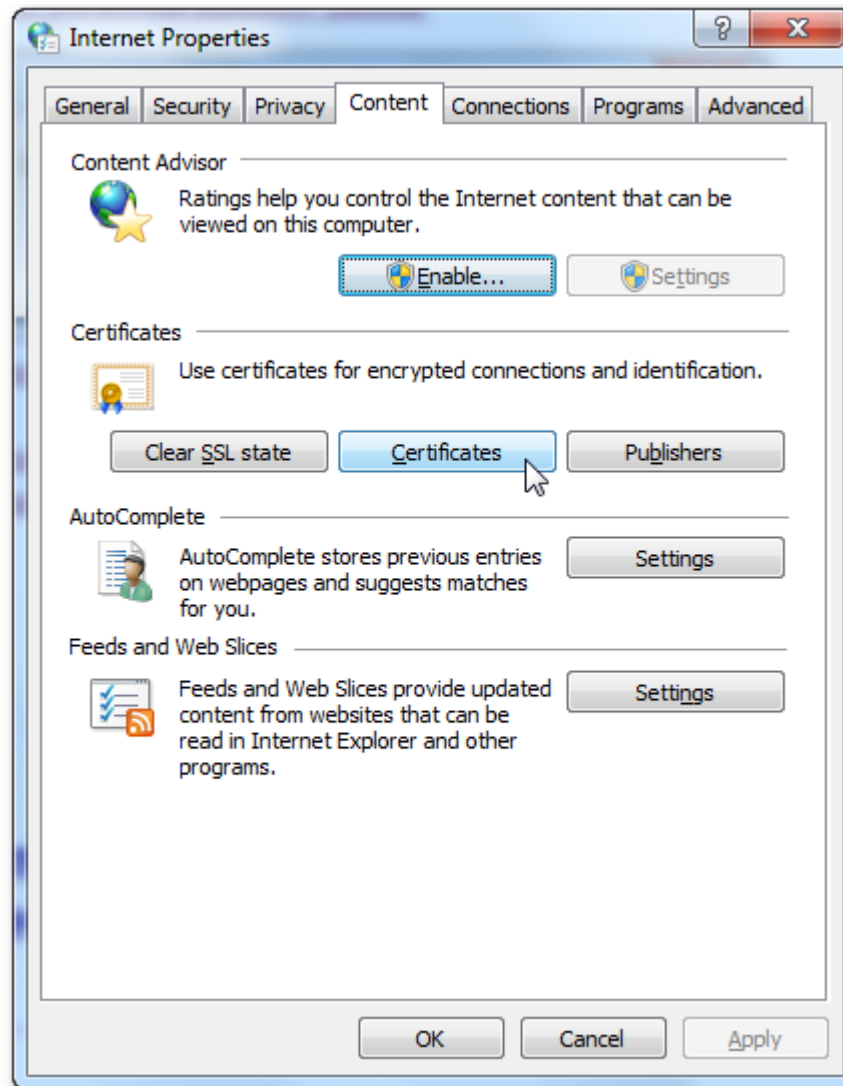 Internet Properties
General Security Privacy Content Connections Programs Advanced
Content Advisor
Ratings help you control the Internet content that can be
viewed on this computer.
Enable... Settings
Certificates
Use certificates for encrypted connections and identification.
Clear SSL state Certificates Publishers
AutoComplete
AutoComplete stores previous entries
on webpages and suggests matches
for you.
Settings
Feeds and Web Slices
Feeds and Web Slices provide updated
content from websites that can be
read in Internet Explorer and other
programs.
Settings
OK Cancel Apply